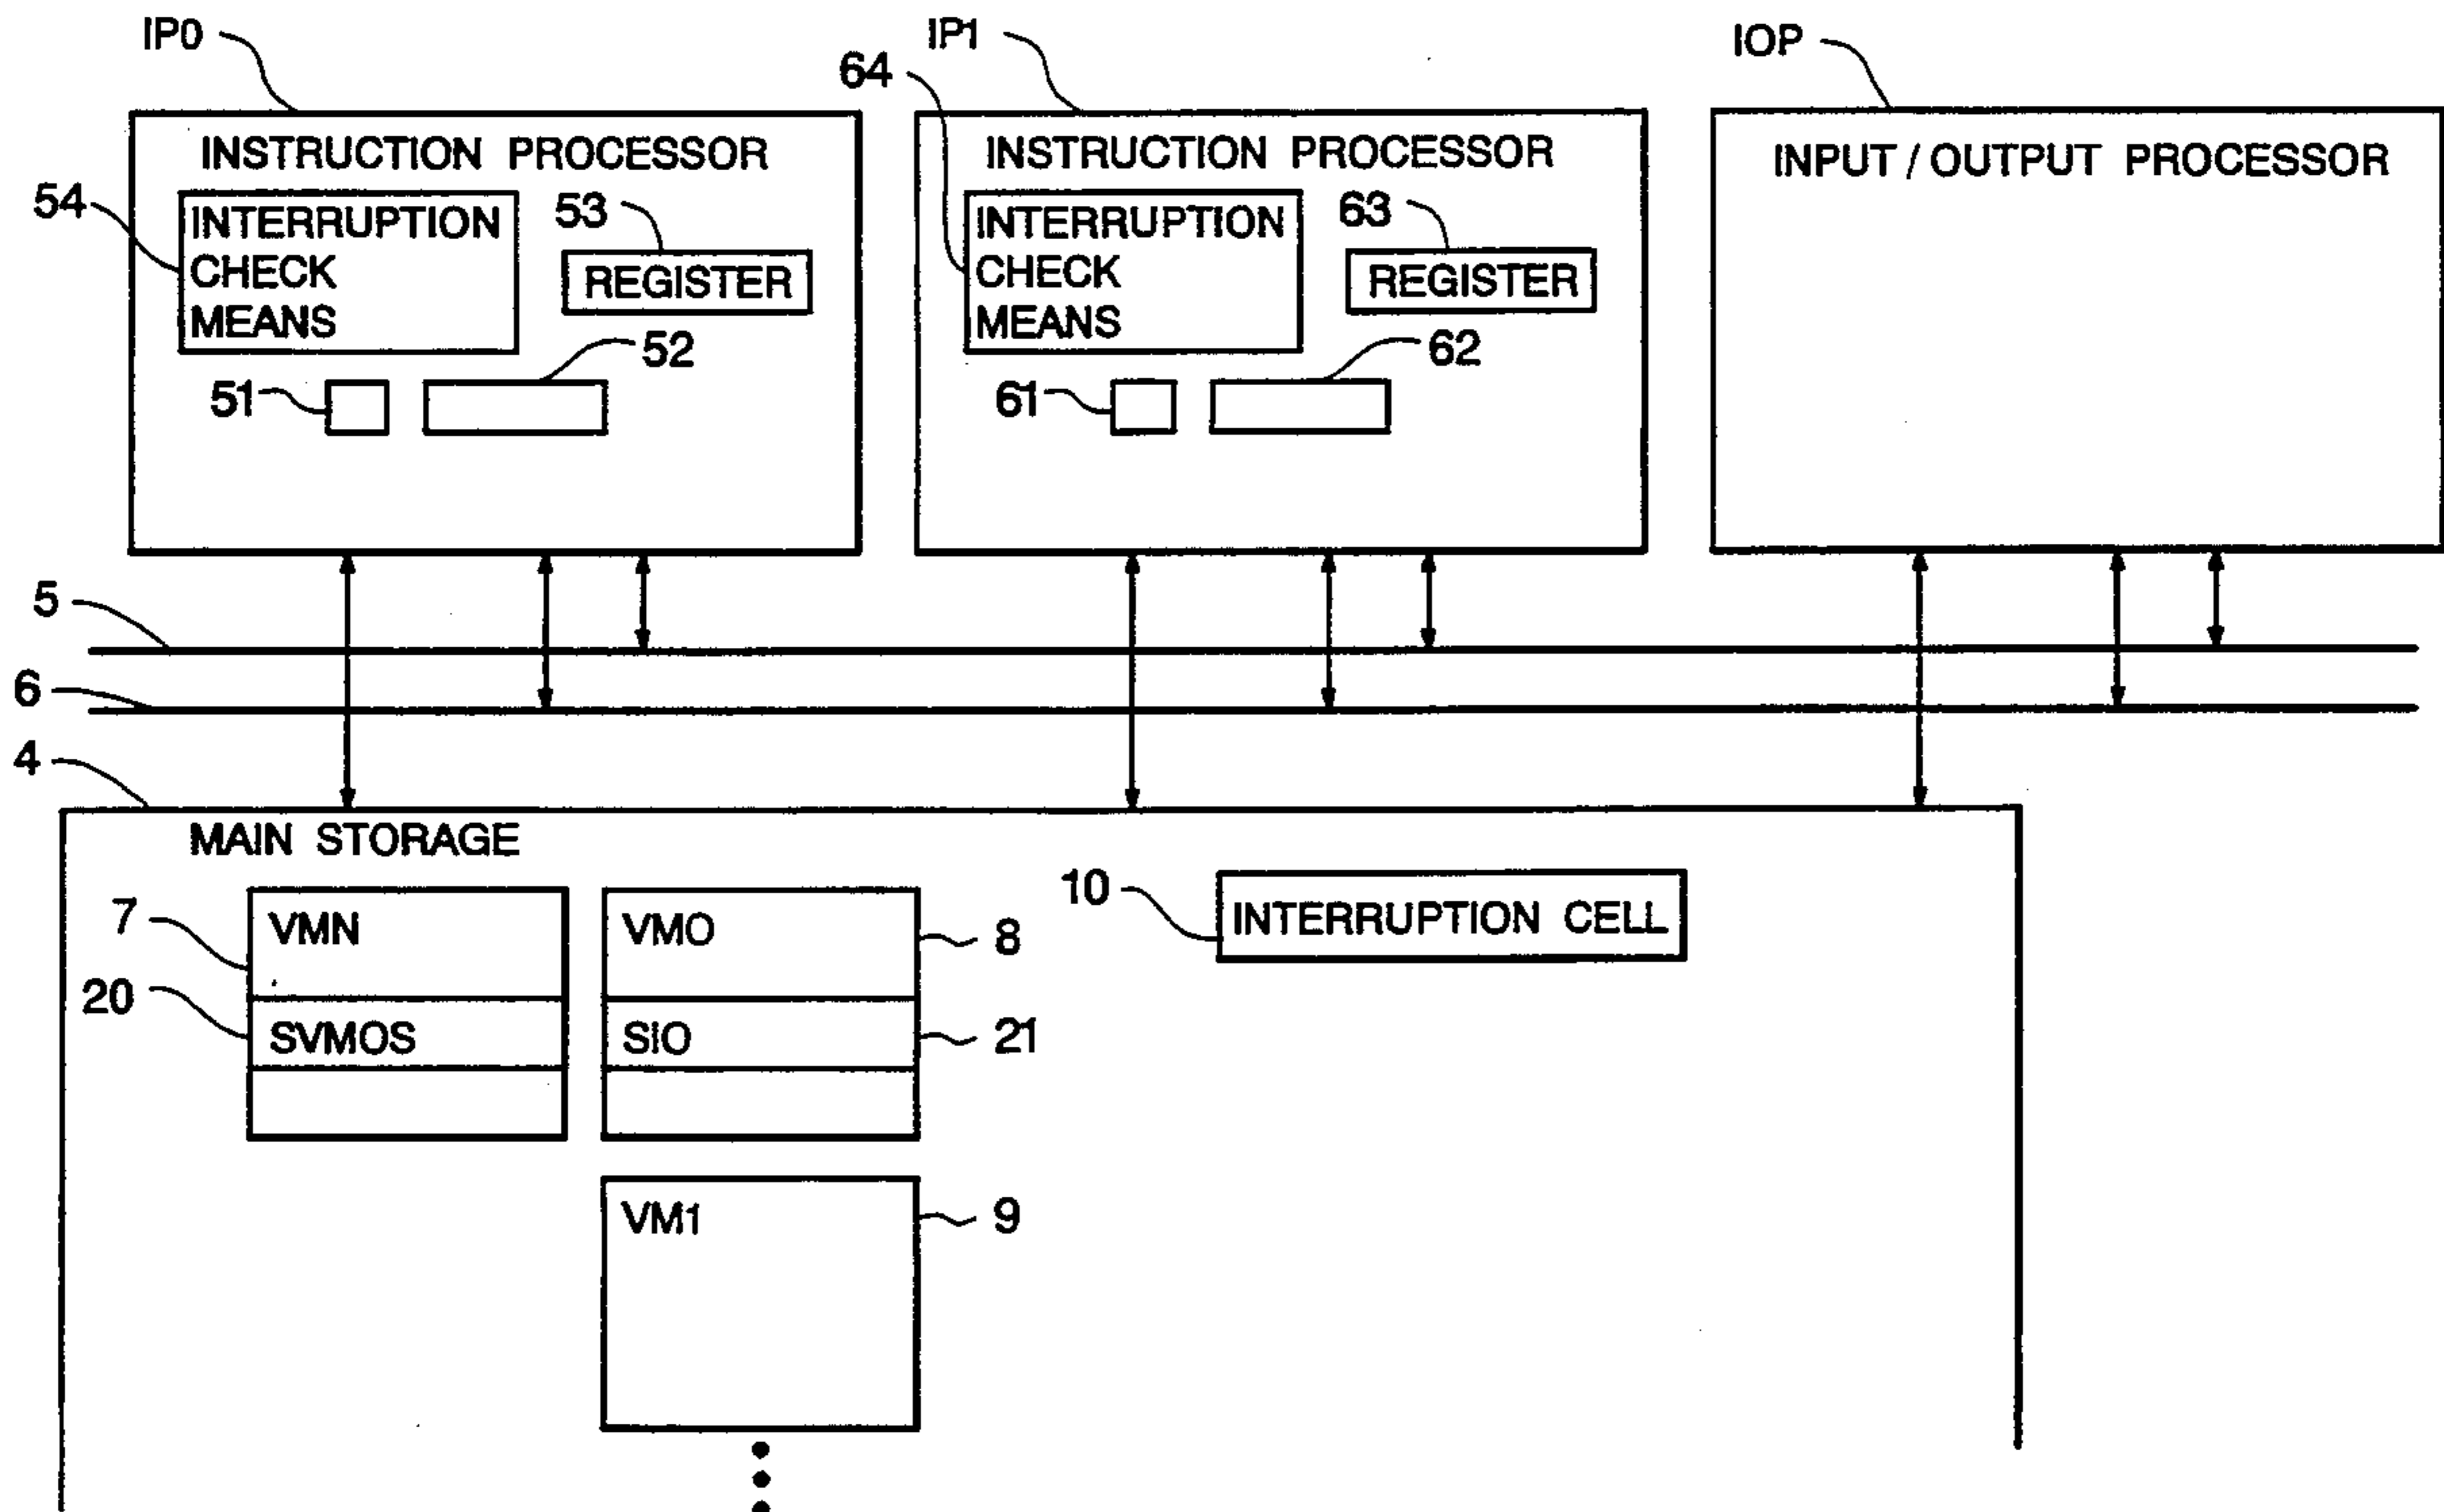 IP0
IP1
IOP
64
INSTRUCTION PROCESSOR
INSTRUCTION PROCESSOR
INPUT / OUTPUT PROCESSOR
54
INTERRUPTION
CHECK
MEANS
53
REGISTER
52
51
INTERRUPTION
CHECK
MEANS
63
REGISTER
62
61
5
6
4
MAIN STORAGE
7
VMN
20
SVMOS
VMO
8
SIO
21
10
INTERRUPTION CELL
VM1
9